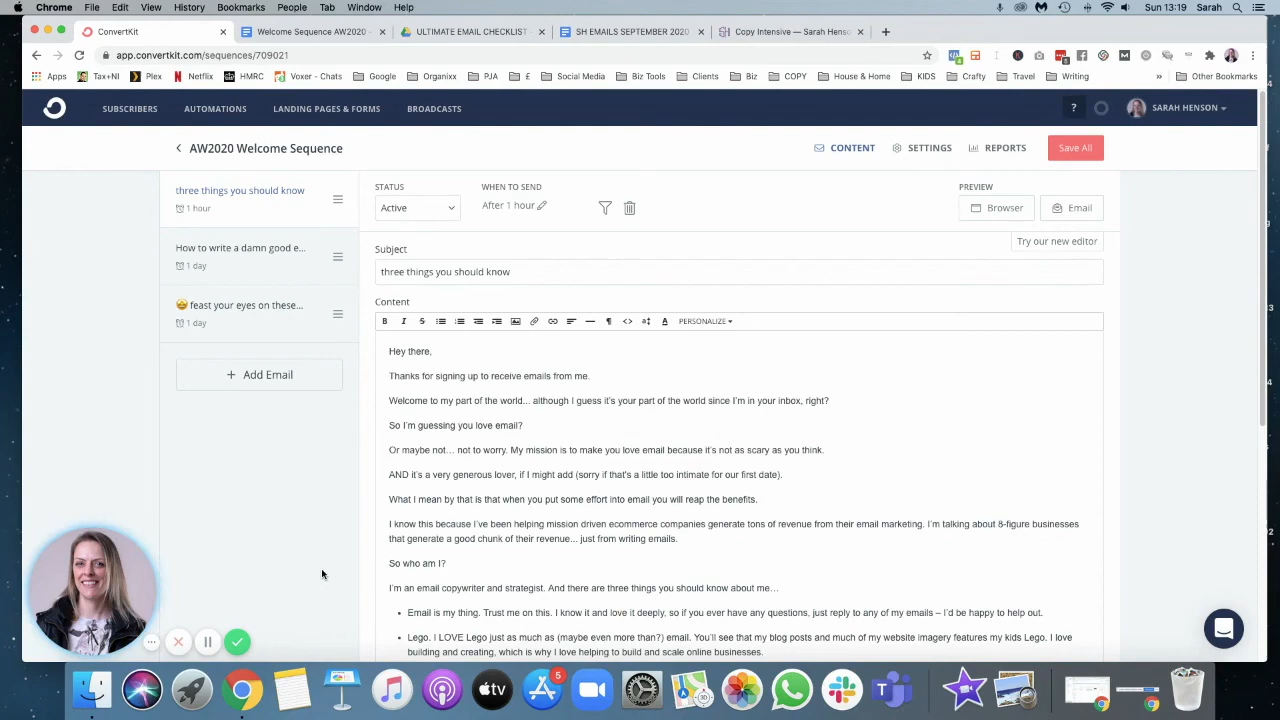 Chrome File Edit View History Bookmarks People Tab Window Help Sun 13:19 Sarah
ConvertKit Welcome Sequence AW2020 - ULTIMATE EMAIL CHECKLIST SH EMAILS SEPTEMBER 2020 Copy Intensive — Sarah Henso
app.convertkit.com/sequences/709021
Apps Tax+NI Plex Netflix HMRC Voxer - Chats Google Organixx PJA £ Social Media Biz Tools Clients Biz COPY House & Home KIDS Crafty Travel Writing » Other Bookmarks
SUBSCRIBERS AUTOMATIONS LANDING PAGES & FORMS BROADCASTS ? SARAH HENSON
AW2020 Welcome Sequence CONTENT SETTINGS REPORTS Save All
three things you should know
1 hour
How to write a damn good e...
1 day
🤩 feast your eyes on these...
1 day
+ Add Email
STATUS WHEN TO SEND PREVIEW
Active After 1 hour Browser Email
Try our new editor
Subject
three things you should know
Content
PERSONALIZE
Hey there,
Thanks for signing up to receive emails from me.
Welcome to my part of the world... although I guess it's your part of the world since I'm in your inbox, right?
So I'm guessing you love email?
Or maybe not… not to worry. My mission is to make you love email because it's not as scary as you think.
AND it's a very generous lover, if I might add (sorry if that's a little too intimate for our first date).
What I mean by that is that when you put some effort into email you will reap the benefits.
I know this because I've been helping mission driven ecommerce companies generate tons of revenue from their email marketing. I'm talking about 8-figure businesses
that generate a good chunk of their revenue... just from writing emails.
So who am I?
I'm an email copywriter and strategist. And there are three things you should know about me…
• Email is my thing. Trust me on this. I know it and love it deeply, so if you ever have any questions, just reply to any of my emails – I'd be happy to help out.
• Lego. I LOVE Lego just as much as (maybe even more than?) email. You'll see that my blog posts and much of my website imagery features my kids Lego. I love
building and creating, which is why I love helping to build and scale online businesses.
tv 5